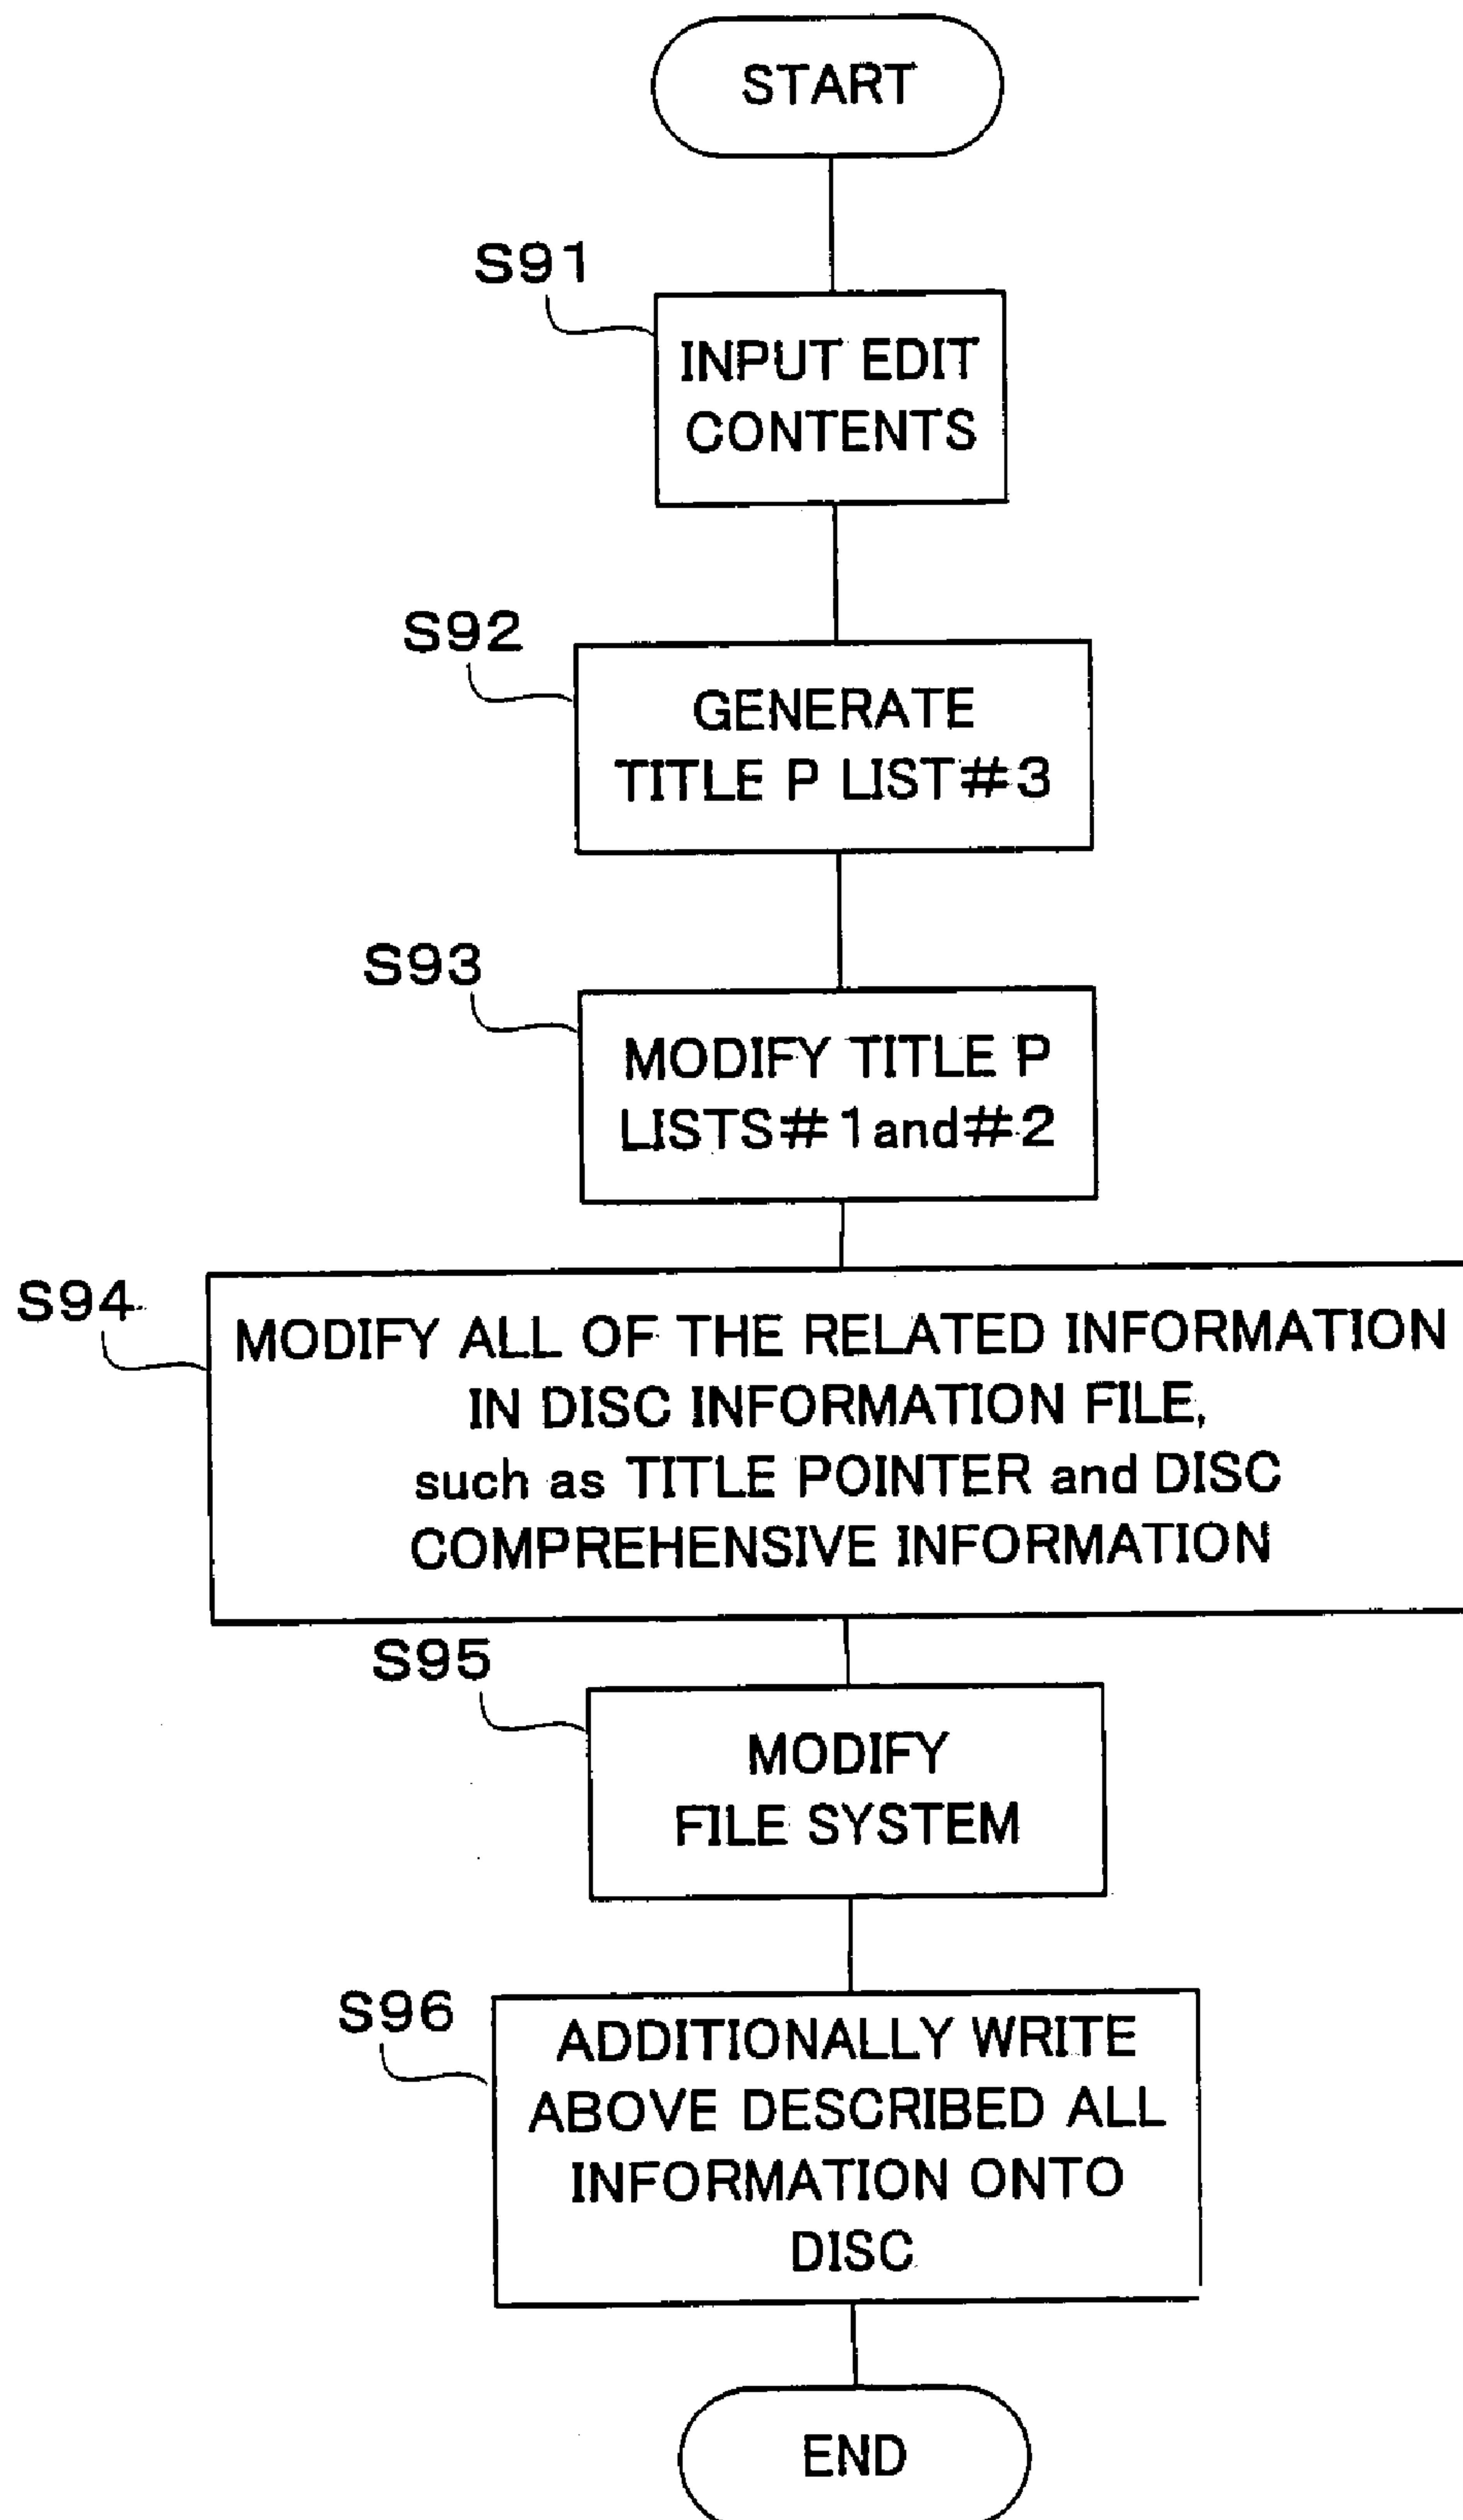 START
S91
INPUT EDIT
CONTENTS
S92
GENERATE
TITLE P LIST#3
S93
MODIFY TITLE P
LISTS#1and#2
S94
MODIFY ALL OF THE RELATED INFORMATION
IN DISC INFORMATION FILE,
such as TITLE POINTER and DISC
COMPREHENSIVE INFORMATION
S95
MODIFY
FILE SYSTEM
S96
ADDITIONALLY WRITE
ABOVE DESCRIBED ALL
INFORMATION ONTO
DISC
END